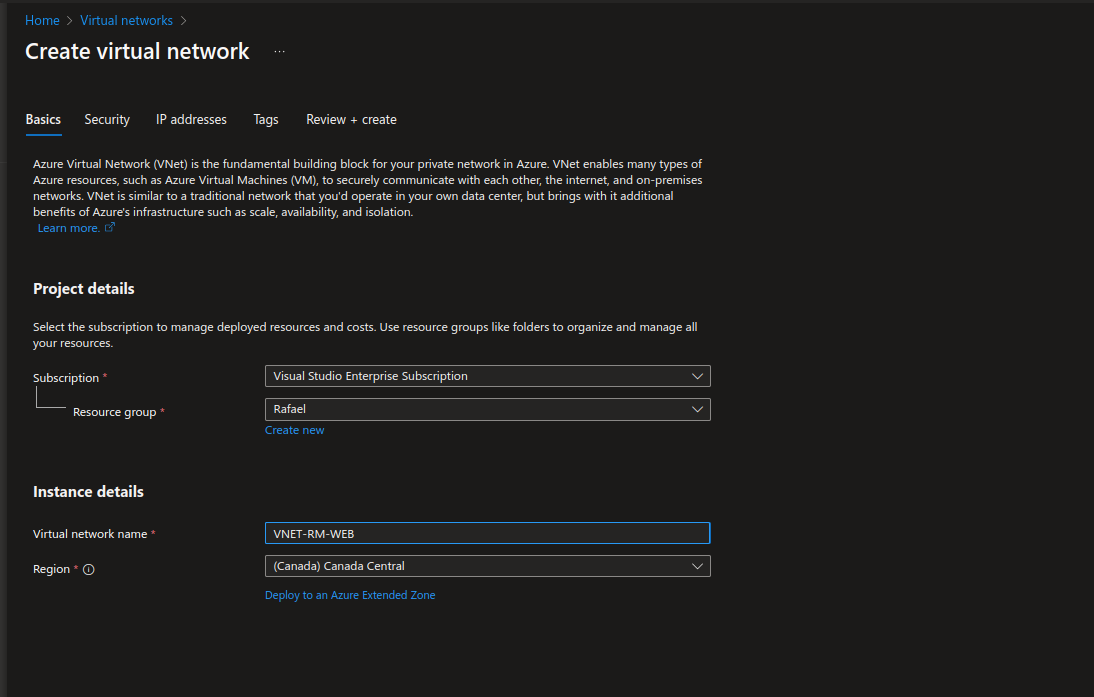 Home > Virtual networks >
Create virtual network ...
Basics Security IP addresses Tags Review + create
Azure Virtual Network (VNet) is the fundamental building block for your private network in Azure. VNet enables many types of
Azure resources, such as Azure Virtual Machines (VM), to securely communicate with each other, the internet, and on-premises
networks. VNet is similar to a traditional network that you'd operate in your own data center, but brings with it additional
benefits of Azure's infrastructure such as scale, availability, and isolation.
Learn more.
Project details
Select the subscription to manage deployed resources and costs. Use resource groups like folders to organize and manage all
your resources.
Subscription * Visual Studio Enterprise Subscription
Resource group * Rafael
Create new
Instance details
Virtual network name * VNET-RM-WEB
Region * (Canada) Canada Central
Deploy to an Azure Extended Zone